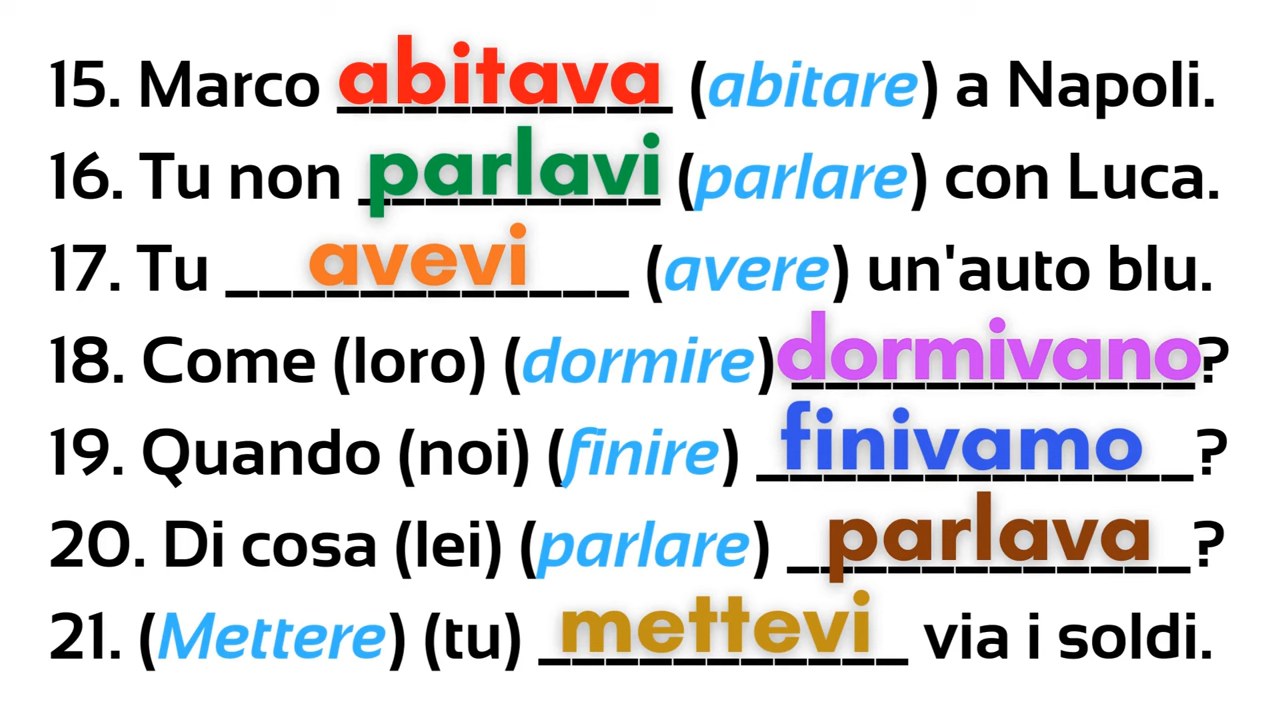 15. Marco abitava (abitare) a Napoli.
16. Tu non parlavi (parlare) con Luca.
17. Tu avevi (avere) un'auto blu.
18. Come (loro) (dormire) dormivano?
19. Quando (noi) (finire) finivamo?
20. Di cosa (lei) (parlare) parlava?
21. (Mettere) (tu) mettevi via i soldi.